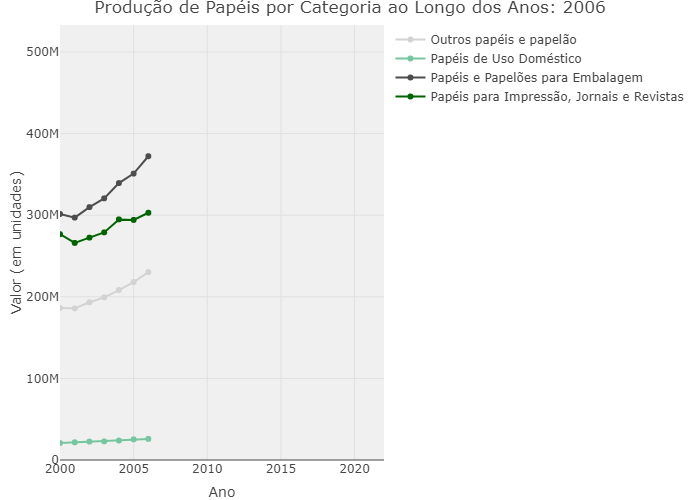 Produção de Papéis por Categoria ao Longo dos Anos: 2006
500M
400M
300M
200M
100M
0
Valor (em unidades)
2000
2005
2010
2015
2020
Ano
Outros papéis e papelão
Papéis de Uso Doméstico
Papéis e Papelões para Embalagem
Papéis para Impressão, Jornais e Revistas